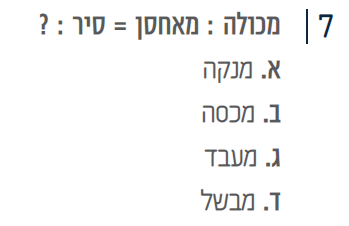 7 מכולה : מאחסן = סיר : ?
א. מנקה
ב. מכסה
ג. מעבד
ד. מבשל